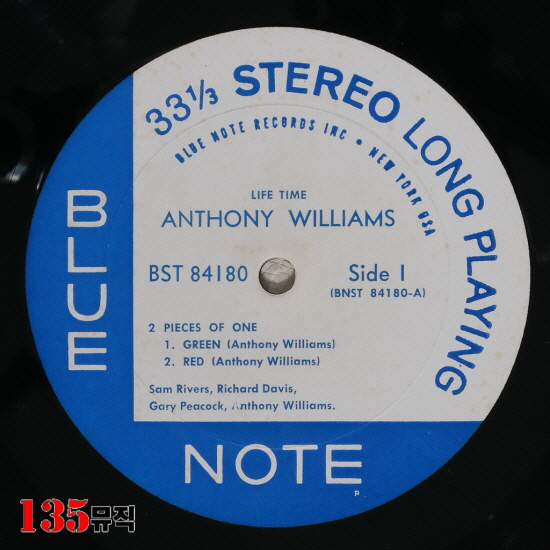 33⅓ STEREO LONG PLAYING
BLUE NOTE RECORDS INC • NEW YORK USA
LIFE TIME
ANTHONY WILLIAMS
BST 84180
Side 1
(BNST 84180-A)
2 PIECES OF ONE
1. GREEN (Anthony Williams)
2. RED (Anthony Williams)
Sam Rivers, Richard Davis,
Gary Peacock, Anthony Williams.
BLUE
NOTE
R
135뮤직